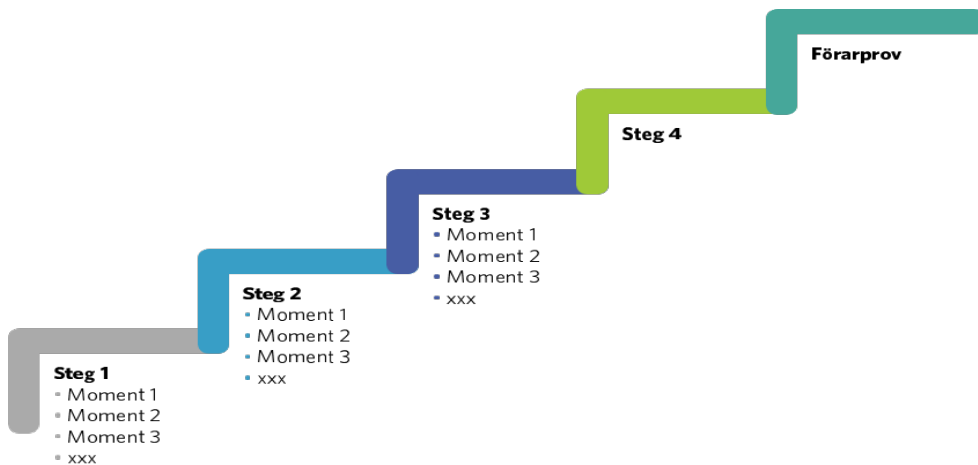 Förarprov
Steg 4
Steg 3
Moment 1
Moment 2
Moment 3
xxx
Steg 2
Moment 1
Moment 2
Moment 3
xxx
Steg 1
Moment 1
Moment 2
Moment 3
xxx